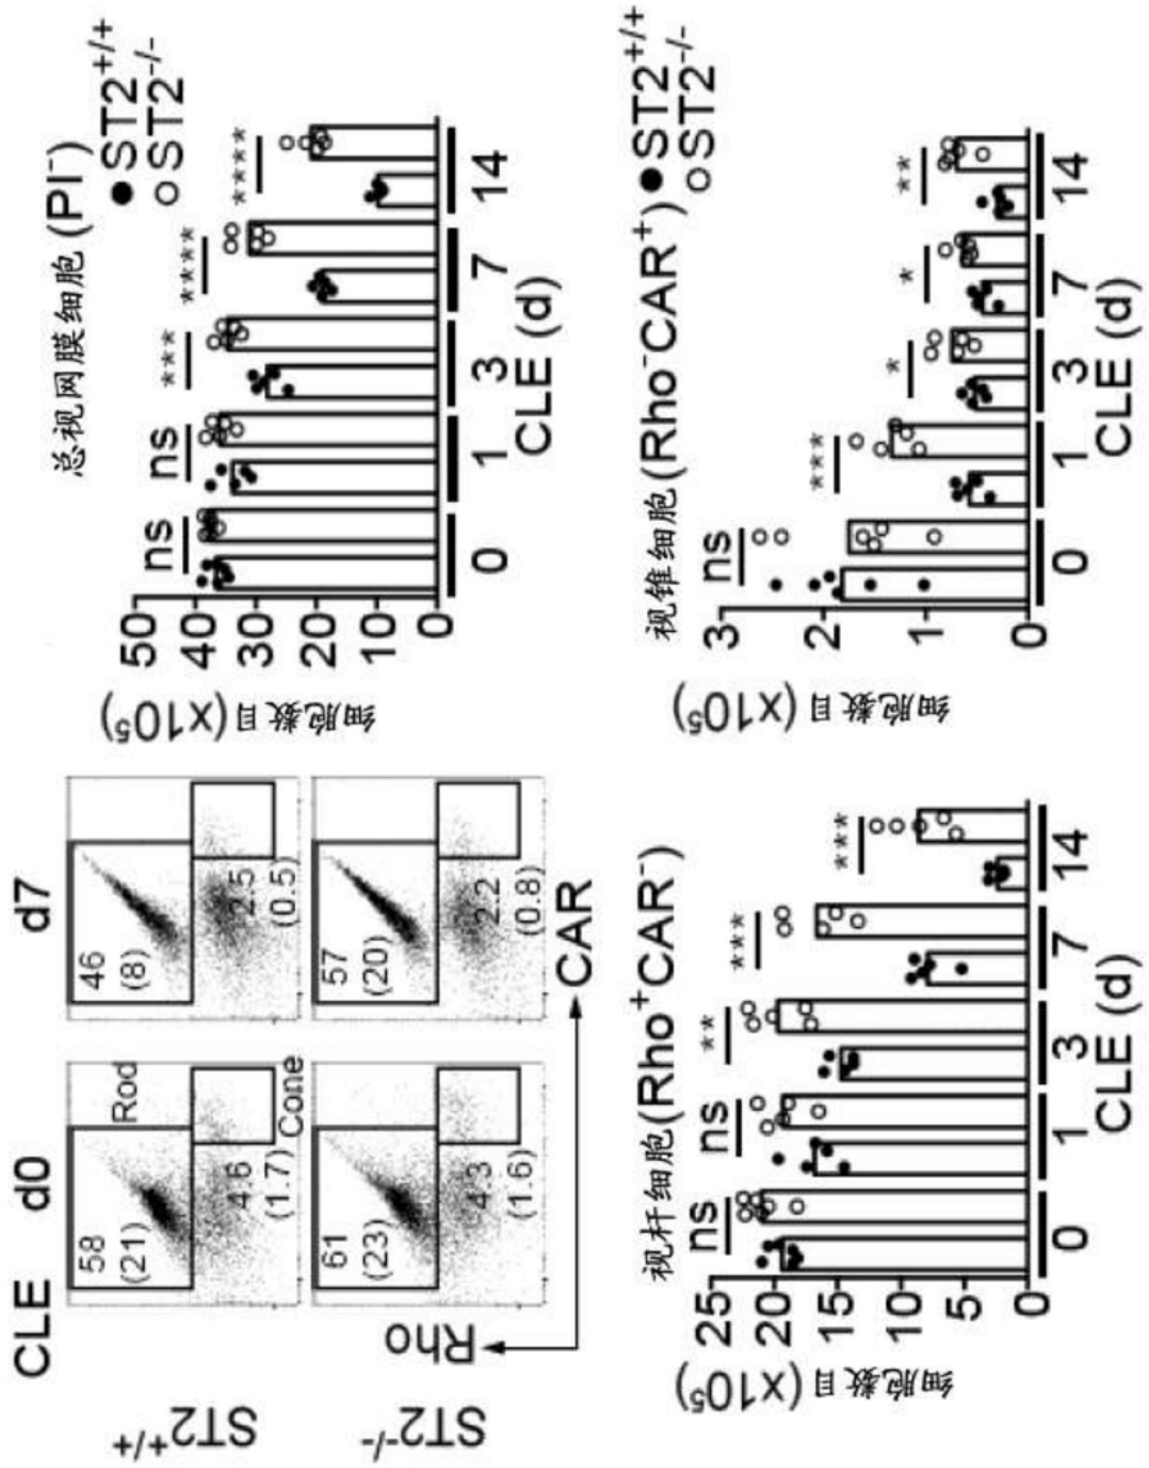 CLE d0 d7
ST2+/+
58
(21)
Rod
4.6
(1.7)
Cone
46
(8)
2.5
(0.5)
ST2-/-
61
(23)
4.3
(1.6)
57
(20)
2.2
(0.8)
Rho
CAR
总视网膜细胞 (PI-)
● ST2+/+
○ ST2-/-
细胞数目 (x10⁵)
50
40
30
20
10
0
ns ns *** **** ****
0 1 3 7 14
CLE (d)
视杆细胞 (Rho+CAR-)
细胞数目 (x10⁵)
25
20
15
10
5
0
ns ns ** *** ***
0 1 3 7 14
CLE (d)
视锥细胞 (Rho-CAR+)
● ST2+/+
○ ST2-/-
细胞数目 (x10⁵)
3
2
1
0
ns *** * * **
0 1 3 7 14
CLE (d)